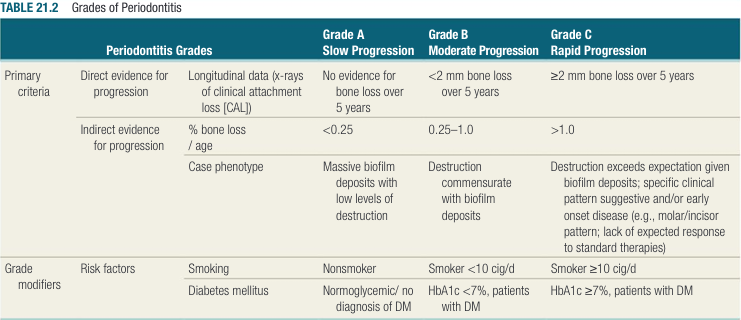 TABLE 21.2 Grades of Periodontitis
Periodontitis Grades
Grade A
Slow Progression
Grade B
Moderate Progression
Grade C
Rapid Progression
Primary
criteria
Direct evidence for
progression
Longitudinal data (x-rays
of clinical attachment
loss [CAL])
No evidence for
bone loss over
5 years
<2 mm bone loss
over 5 years
≥2 mm bone loss over 5 years
Indirect evidence
for progression
% bone loss
/ age
<0.25
0.25–1.0
>1.0
Case phenotype
Massive biofilm
deposits with
low levels of
destruction
Destruction
commensurate
with biofilm
deposits
Destruction exceeds expectation given
biofilm deposits; specific clinical
pattern suggestive and/or early
onset disease (e.g., molar/incisor
pattern; lack of expected response
to standard therapies)
Grade
modifiers
Risk factors
Smoking
Nonsmoker
Smoker <10 cig/d
Smoker ≥10 cig/d
Diabetes mellitus
Normoglycemic/ no
diagnosis of DM
HbA1c <7%, patients
with DM
HbA1c ≥7%, patients with DM